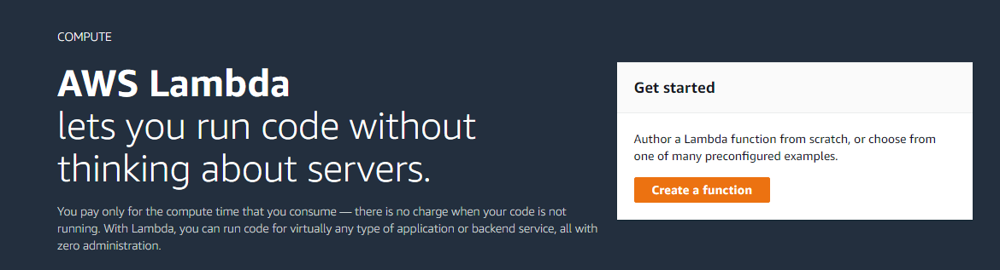 COMPUTE
AWS Lambda
lets you run code without
thinking about servers.
You pay only for the compute time that you consume — there is no charge when your code is not
running. With Lambda, you can run code for virtually any type of application or backend service, all with
zero administration.
Get started
Author a Lambda function from scratch, or choose from
one of many preconfigured examples.
Create a function